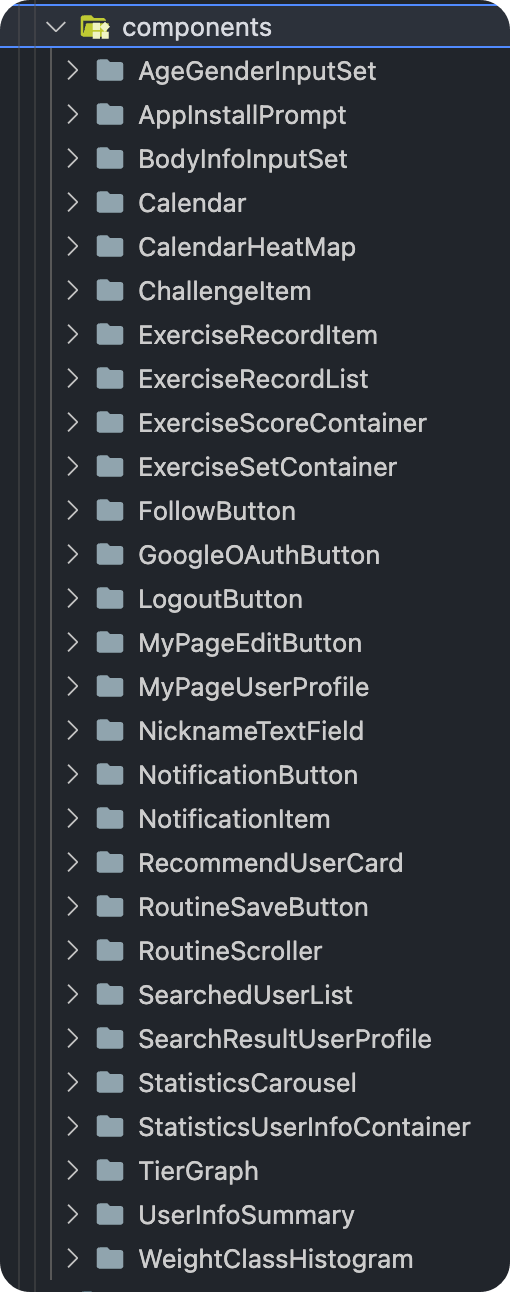 components
AgeGenderInputSet
AppInstallPrompt
BodyInfoInputSet
Calendar
CalendarHeatMap
ChallengeItem
ExerciseRecordItem
ExerciseRecordList
ExerciseScoreContainer
ExerciseSetContainer
FollowButton
GoogleOAuthButton
LogoutButton
MyPageEditButton
MyPageUserProfile
NicknameTextField
NotificationButton
NotificationItem
RecommendUserCard
RoutineSaveButton
RoutineScroller
SearchedUserList
SearchResultUserProfile
StatisticsCarousel
StatisticsUserInfoContainer
TierGraph
UserInfoSummary
WeightClassHistogram